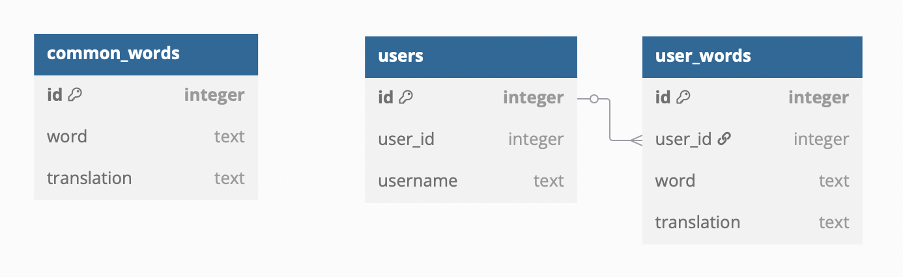 common_words
id integer
word text
translation text
users
id integer
user_id integer
username text
user_words
id integer
user_id integer
word text
translation text